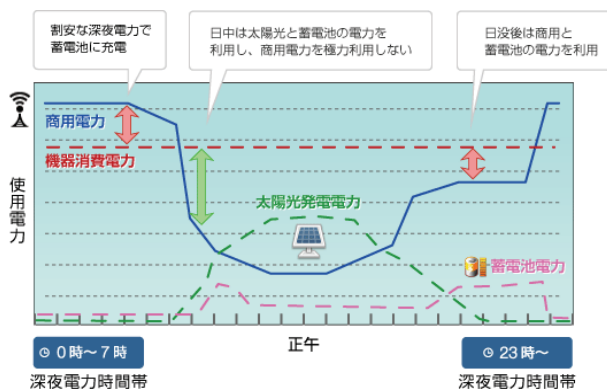 割安な深夜電力で
蓄電池に充電
日中は太陽光と蓄電池の電力を
利用し、商用電力を極力利用しない
日没後は商用と
蓄電池の電力を利用
商用電力
機器消費電力
使用電力
太陽光発電電力
蓄電池電力
0時～7時
正午
23時～
深夜電力時間帯
深夜電力時間帯